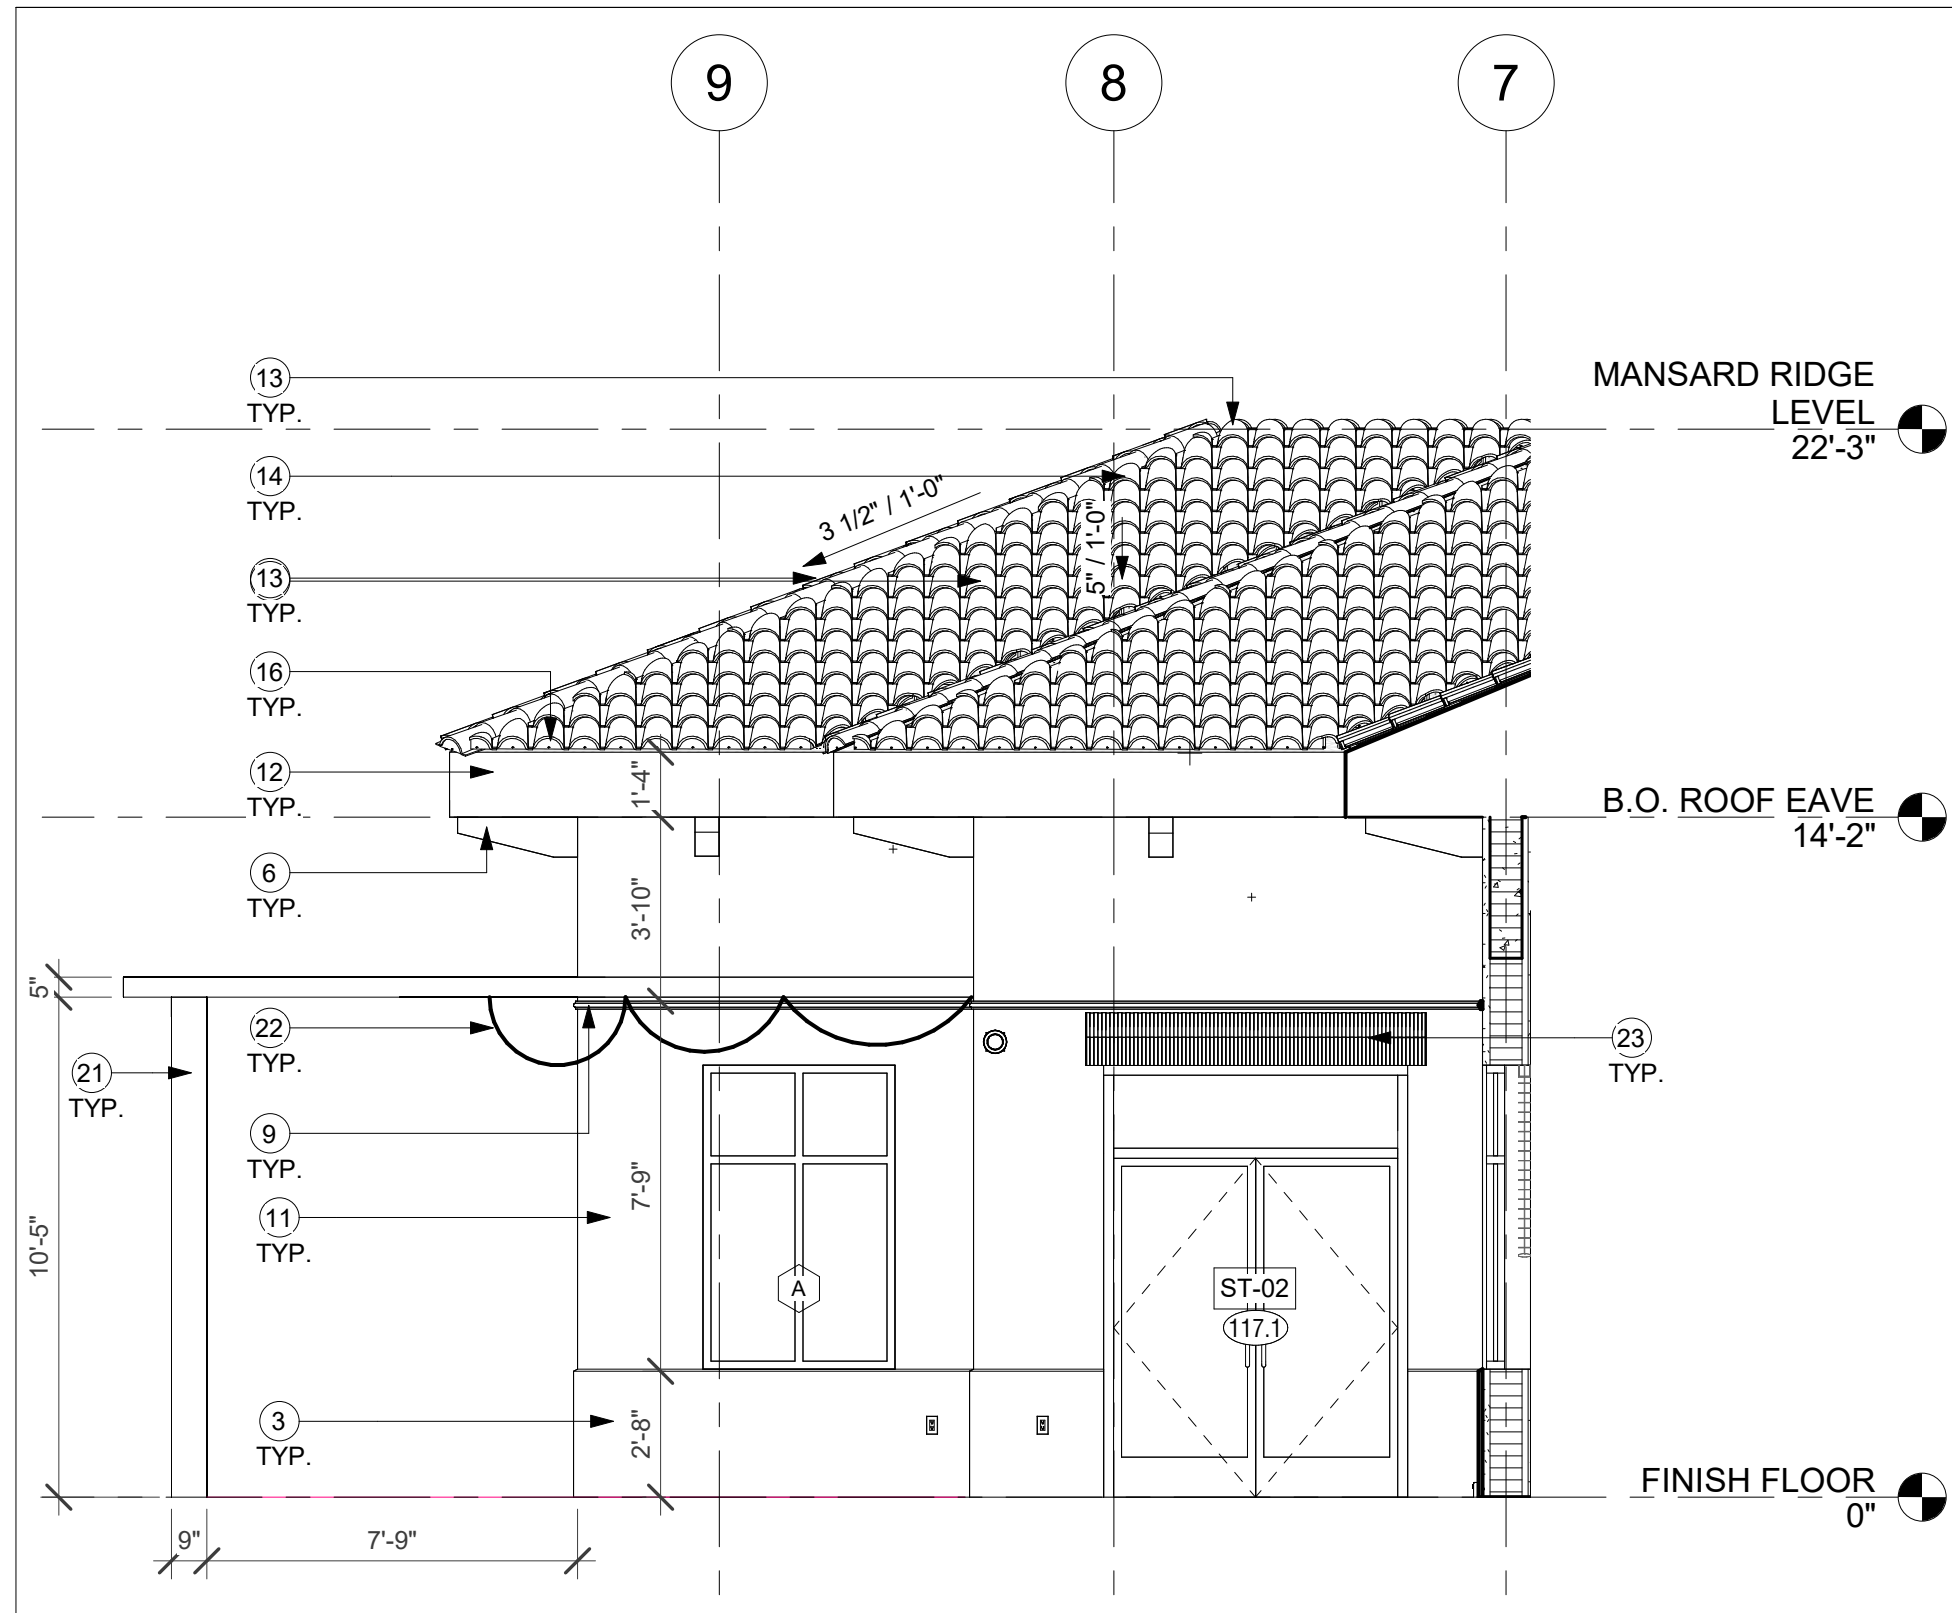 9
8
7
13
TYP.
MANSARD RIDGE
LEVEL
22'-3"
14
TYP.
3 1/2" / 1'-0"
5" / 1'-0"
13
TYP.
16
TYP.
12
TYP.
1'-4"
B.O. ROOF EAVE
14'-2"
6
TYP.
3'-10"
5"
22
TYP.
23
TYP.
21
TYP.
9
TYP.
7'-9"
11
TYP.
10'-5"
A
ST-02
117.1
3
TYP.
2'-8"
FINISH FLOOR
0"
9"
7'-9"